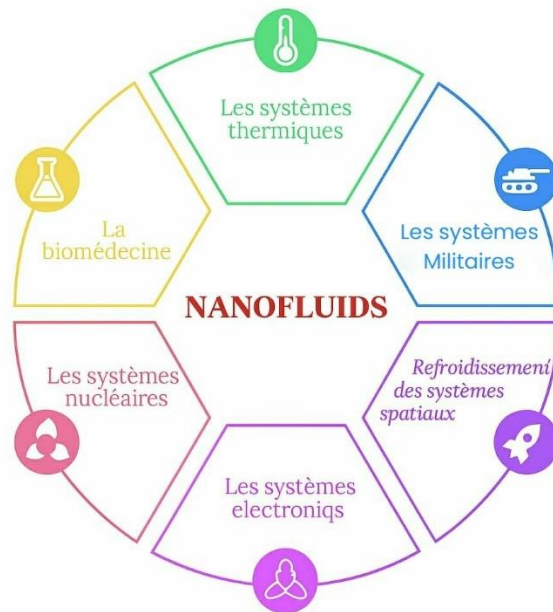 Les systèmes
thermiques
La
biomédecine
Les systèmes
Militaires
NANOFLUIDS
Les systèmes
nucléaires
Refroidissement
des systèmes
spatiaux
Les systèmes
electroniqs